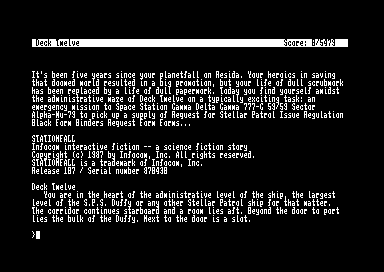 Deck Twelve Score: 0/5973
It's been five years since your planetfall on Resida. Your heroics in saving
that doomed world resulted in a big promotion, but your life of dull scrubwork
has been replaced by a life of dull paperwork. Today you find yourself amidst
the administrative maze of Deck Twelve on a typically exciting task: an
emergency mission to Space Station Gamma Delta Gamma 777-G 59/59 Sector
Alpha-Mu-79 to pick up a supply of Request for Stellar Patrol Issue Regulation
Black Form Binders Request Form Forms...
STATIONFALL
Infocom interactive fiction -- a science fiction story
Copyright (c) 1987 by Infocom, Inc. All rights reserved.
STATIONFALL is a trademark of Infocom, Inc.
Release 107 / Serial number 870430
Deck Twelve
You are in the heart of the administrative level of the ship, the largest
level of the S.P.S. Duffy or any other Stellar Patrol ship for that matter.
The corridor continues starboard and a room lies aft. Beyond the door to port
lies the bulk of the Duffy. Next to the door is a slot.
>